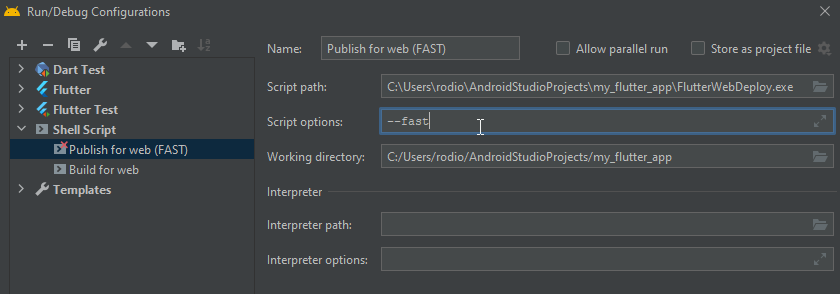 Run/Debug Configurations
Name: Publish for web (FAST) Allow parallel run Store as project file
Dart Test
Flutter
Flutter Test
Shell Script
Publish for web (FAST)
Build for web
Templates
Script path: C:\Users\rodio\AndroidStudioProjects\my_flutter_app\FlutterWebDeploy.exe
Script options: --fast
Working directory: C:/Users/rodio/AndroidStudioProjects/my_flutter_app
Interpreter
Interpreter path:
Interpreter options: